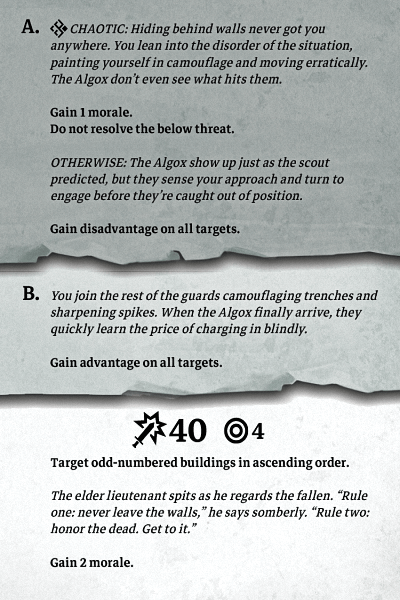 A. CHAOTIC: Hiding behind walls never got you
anywhere. You lean into the disorder of the situation,
painting yourself in camouflage and moving erratically.
The Algox don't even see what hits them.
Gain 1 morale.
Do not resolve the below threat.
OTHERWISE: The Algox show up just as the scout
predicted, but they sense your approach and turn to
engage before they're caught out of position.
Gain disadvantage on all targets.
B. You join the rest of the guards camouflaging trenches and
sharpening spikes. When the Algox finally arrive, they
quickly learn the price of charging in blindly.
Gain advantage on all targets.
40 4
Target odd-numbered buildings in ascending order.
The elder lieutenant spits as he regards the fallen. “Rule
one: never leave the walls,” he says somberly. “Rule two:
honor the dead. Get to it.”
Gain 2 morale.